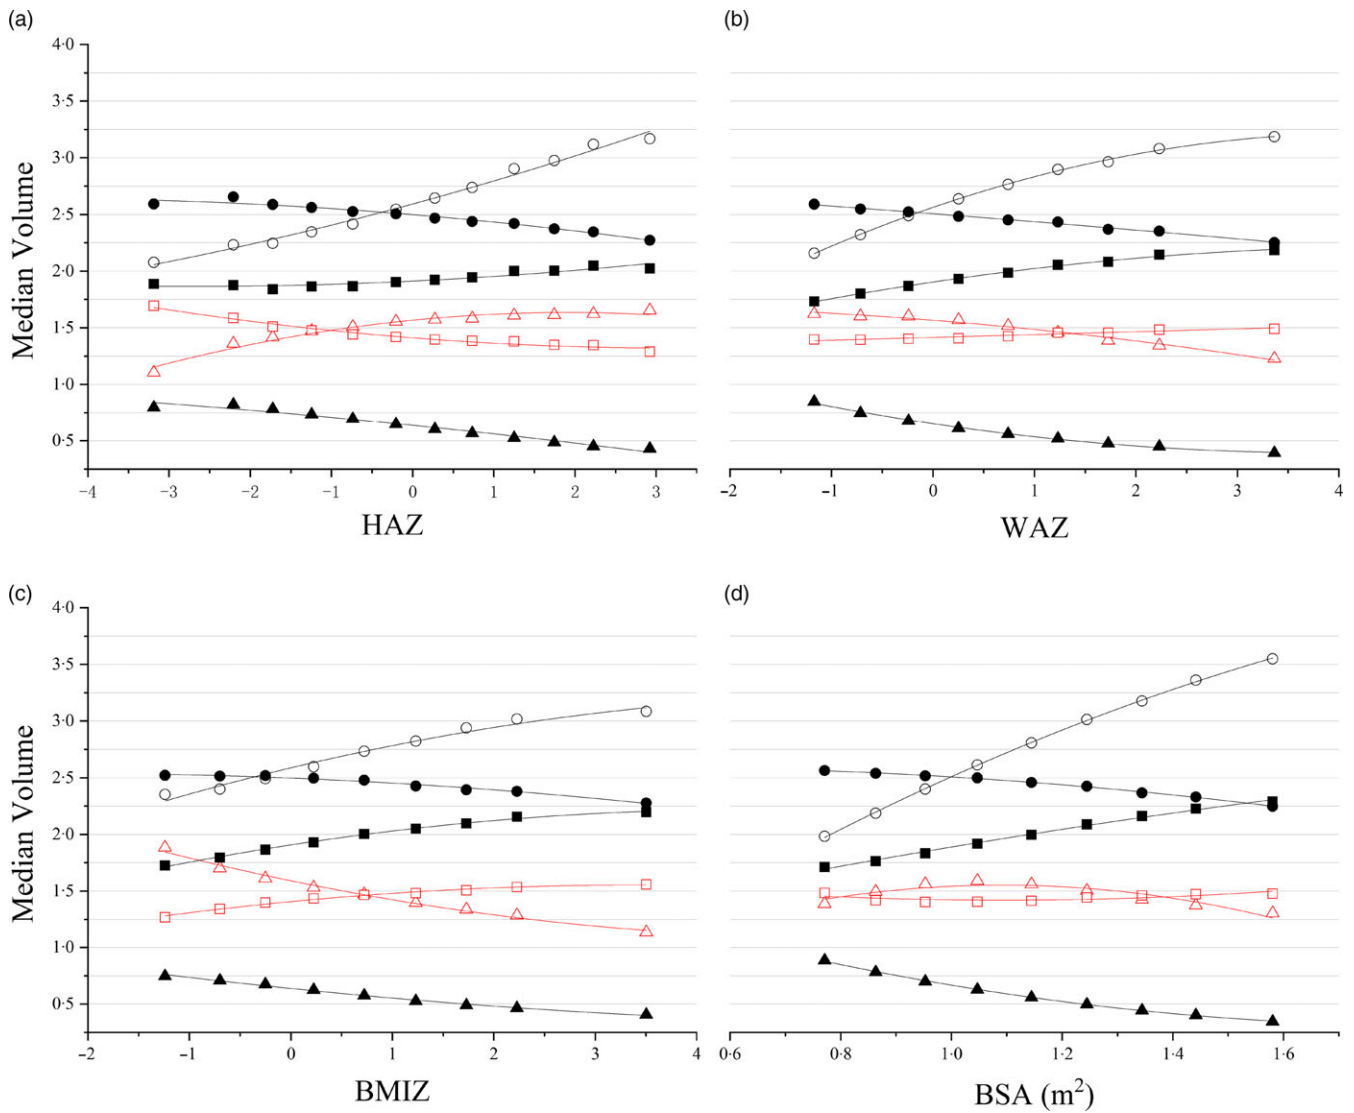 (a)
(b)
4·0
3·5
3·0
2·5
2·0
1·5
1·0
0·5
Median Volume
−4 −3 −2 −1 0 1 2 3
HAZ
−2 −1 0 1 2 3 4
WAZ
(c)
(d)
4·0
3·5
3·0
2·5
2·0
1·5
1·0
0·5
Median Volume
−2 −1 0 1 2 3 4
BMIZ
0·6 0·8 1·0 1·2 1·4 1·6
BSA (m²)